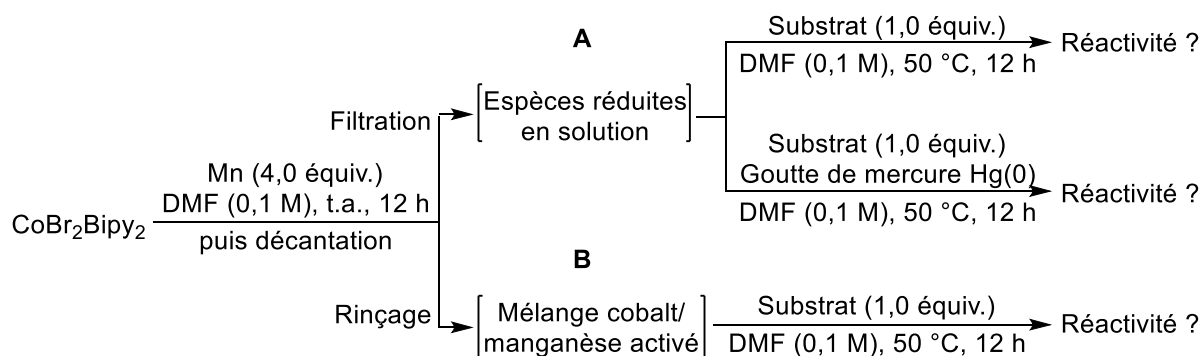 CoBr2Bipy2
Mn (4,0 équiv.)
DMF (0,1 M), t.a., 12 h
puis décantation
Filtration
Rinçage
A
Espèces réduites
en solution
Substrat (1,0 équiv.)
DMF (0,1 M), 50 °C, 12 h
Réactivité ?
Substrat (1,0 équiv.)
Goutte de mercure Hg(0)
DMF (0,1 M), 50 °C, 12 h
Réactivité ?
B
Mélange cobalt/
manganèse activé
Substrat (1,0 équiv.)
DMF (0,1 M), 50 °C, 12 h
Réactivité ?